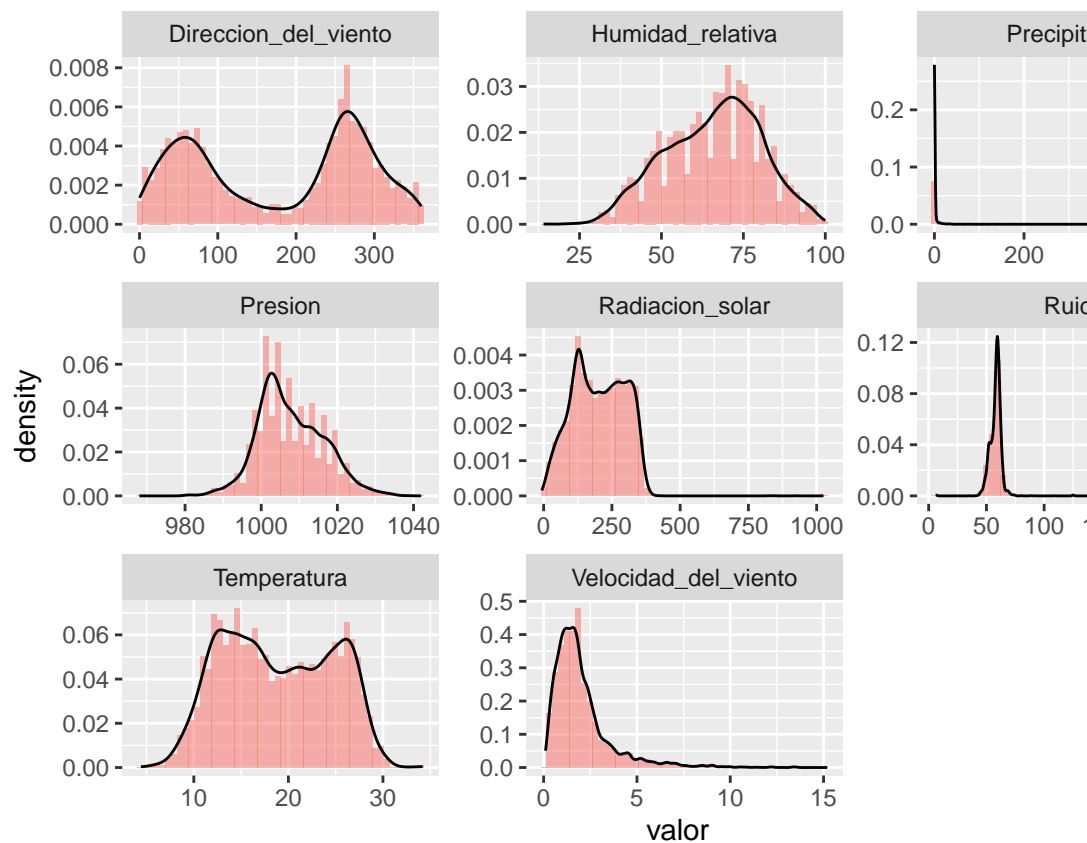 Direccion_del_viento
Humidad_relativa
Precipit
0.008
0.006
0.004
0.002
0.000
0 100 200 300
0.03
0.02
0.01
0.00
25 50 75 100
0.2
0.1
0.0
0 200
Presion
Radiacion_solar
Ruic
0.06
0.04
0.02
0.00
980 1000 1020 1040
0.004
0.003
0.002
0.001
0.000
0 250 500 750 1000
0.12
0.08
0.04
0.00
0 50 100 1
Temperatura
Velocidad_del_viento
0.06
0.04
0.02
0.00
10 20 30
0.5
0.4
0.3
0.2
0.1
0.0
0 5 10 15
density
valor